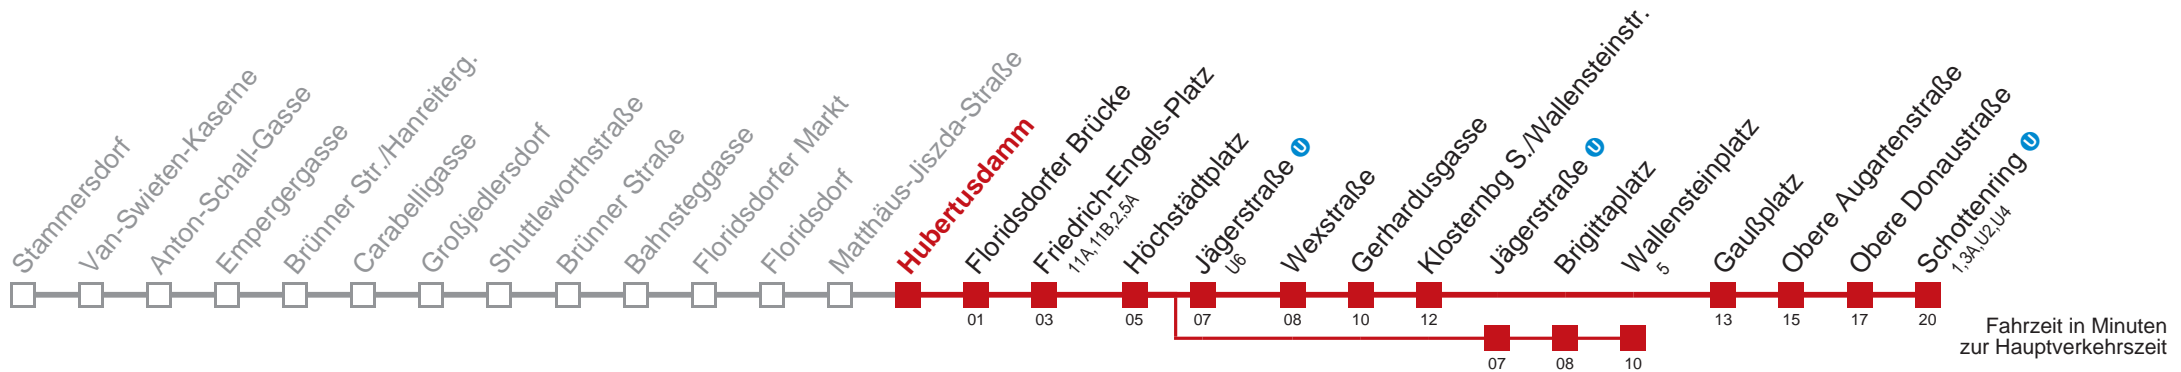 Stammersdorf
Van-Swieten-Kaserne
Anton-Schall-Gasse
Empergergasse
Brünner Str./Hanreiterg.
Carabelligasse
Großjedlersdorf
Shuttleworthstraße
Brünner Straße
Bahnsteggasse
Floridsdorfer Markt
Floridsdorf
Matthäus-Jiszda-Straße
Hubertusdamm
Floridsdorfer Brücke
Friedrich-Engels-Platz
11A,11B,2,5A
Höchstädtplatz
Jägerstraße U
U6
Wexstraße
Gerhardusgasse
Klosternbg S./Wallensteinstr.
Jägerstraße U
Brigittaplatz
Wallensteinplatz
5
Gaußplatz
Obere Augartenstraße
Obere Donaustraße
Schottenring U
1,3A,U2,U4
01 03 05 07 08 10 12 13 15 17 20
07 08 10
Fahrzeit in Minuten
zur Hauptverkehrszeit